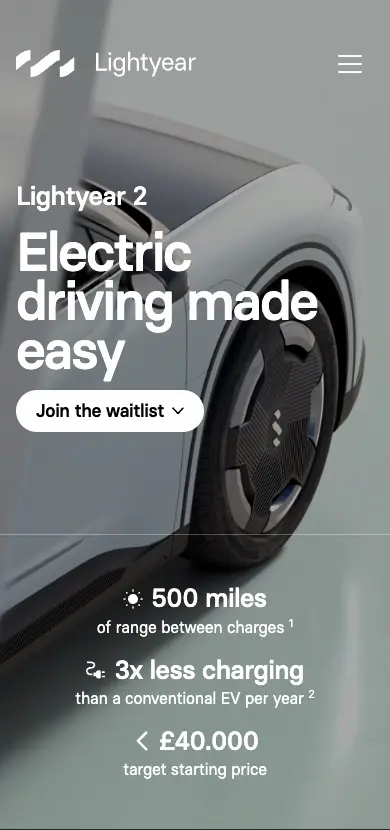 Lightyear
Lightyear 2
Electric
driving made
easy
Join the waitlist
500 miles
of range between charges ¹
3x less charging
than a conventional EV per year ²
< £40.000
target starting price